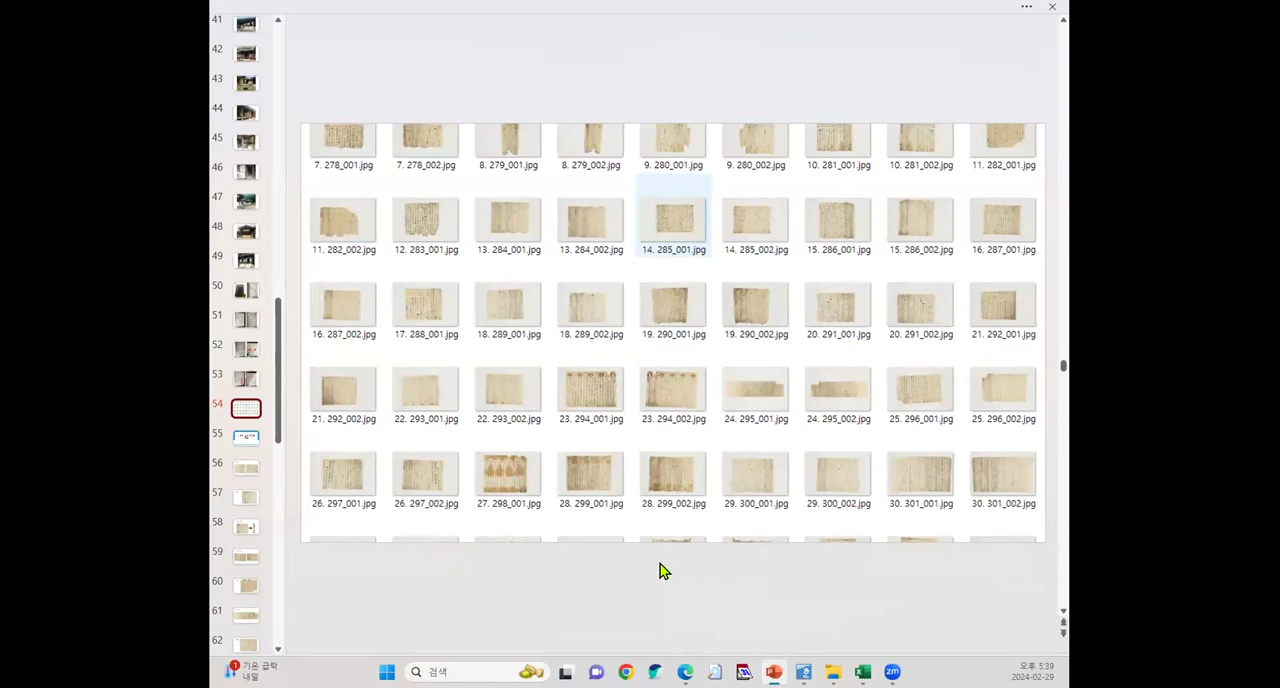 41
42
43
44
45
46
47
48
49
50
51
52
53
54
55
56
57
58
59
60
61
62
7. 278_001.jpg 7. 278_002.jpg 8. 279_001.jpg 8. 279_002.jpg 9. 280_001.jpg 9. 280_002.jpg 10. 281_001.jpg 10. 281_002.jpg 11. 282_001.jpg
11. 282_002.jpg 12. 283_001.jpg 13. 284_001.jpg 13. 284_002.jpg 14. 285_001.jpg 14. 285_002.jpg 15. 286_001.jpg 15. 286_002.jpg 16. 287_001.jpg
16. 287_002.jpg 17. 288_001.jpg 18. 289_001.jpg 18. 289_002.jpg 19. 290_001.jpg 19. 290_002.jpg 20. 291_001.jpg 20. 291_002.jpg 21. 292_001.jpg
21. 292_002.jpg 22. 293_001.jpg 22. 293_002.jpg 23. 294_001.jpg 23. 294_002.jpg 24. 295_001.jpg 24. 295_002.jpg 25. 296_001.jpg 25. 296_002.jpg
26. 297_001.jpg 26. 297_002.jpg 27. 298_001.jpg 28. 299_001.jpg 28. 299_002.jpg 29. 300_001.jpg 29. 300_002.jpg 30. 301_001.jpg 30. 301_002.jpg
1 기온 급락
내일
검색
zm
오후 5:39
2024-02-29